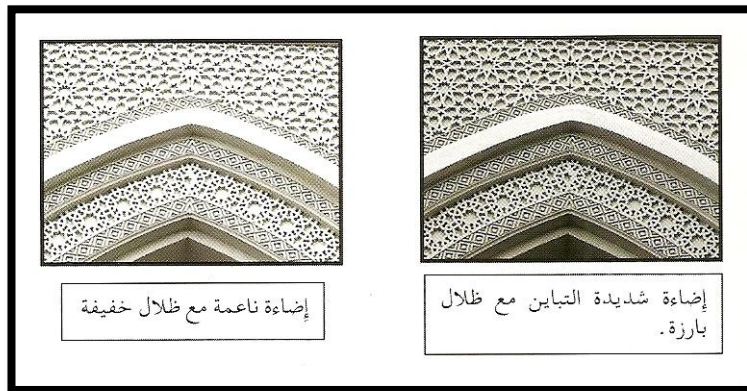 إضاءة شديدة التباين مع ظلال
بارزة.
إضاءة ناعمة مع ظلال خفيفة